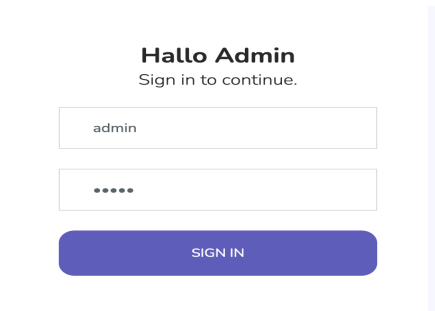 Hallo Admin
Sign in to continue.
admin
•••••
SIGN IN